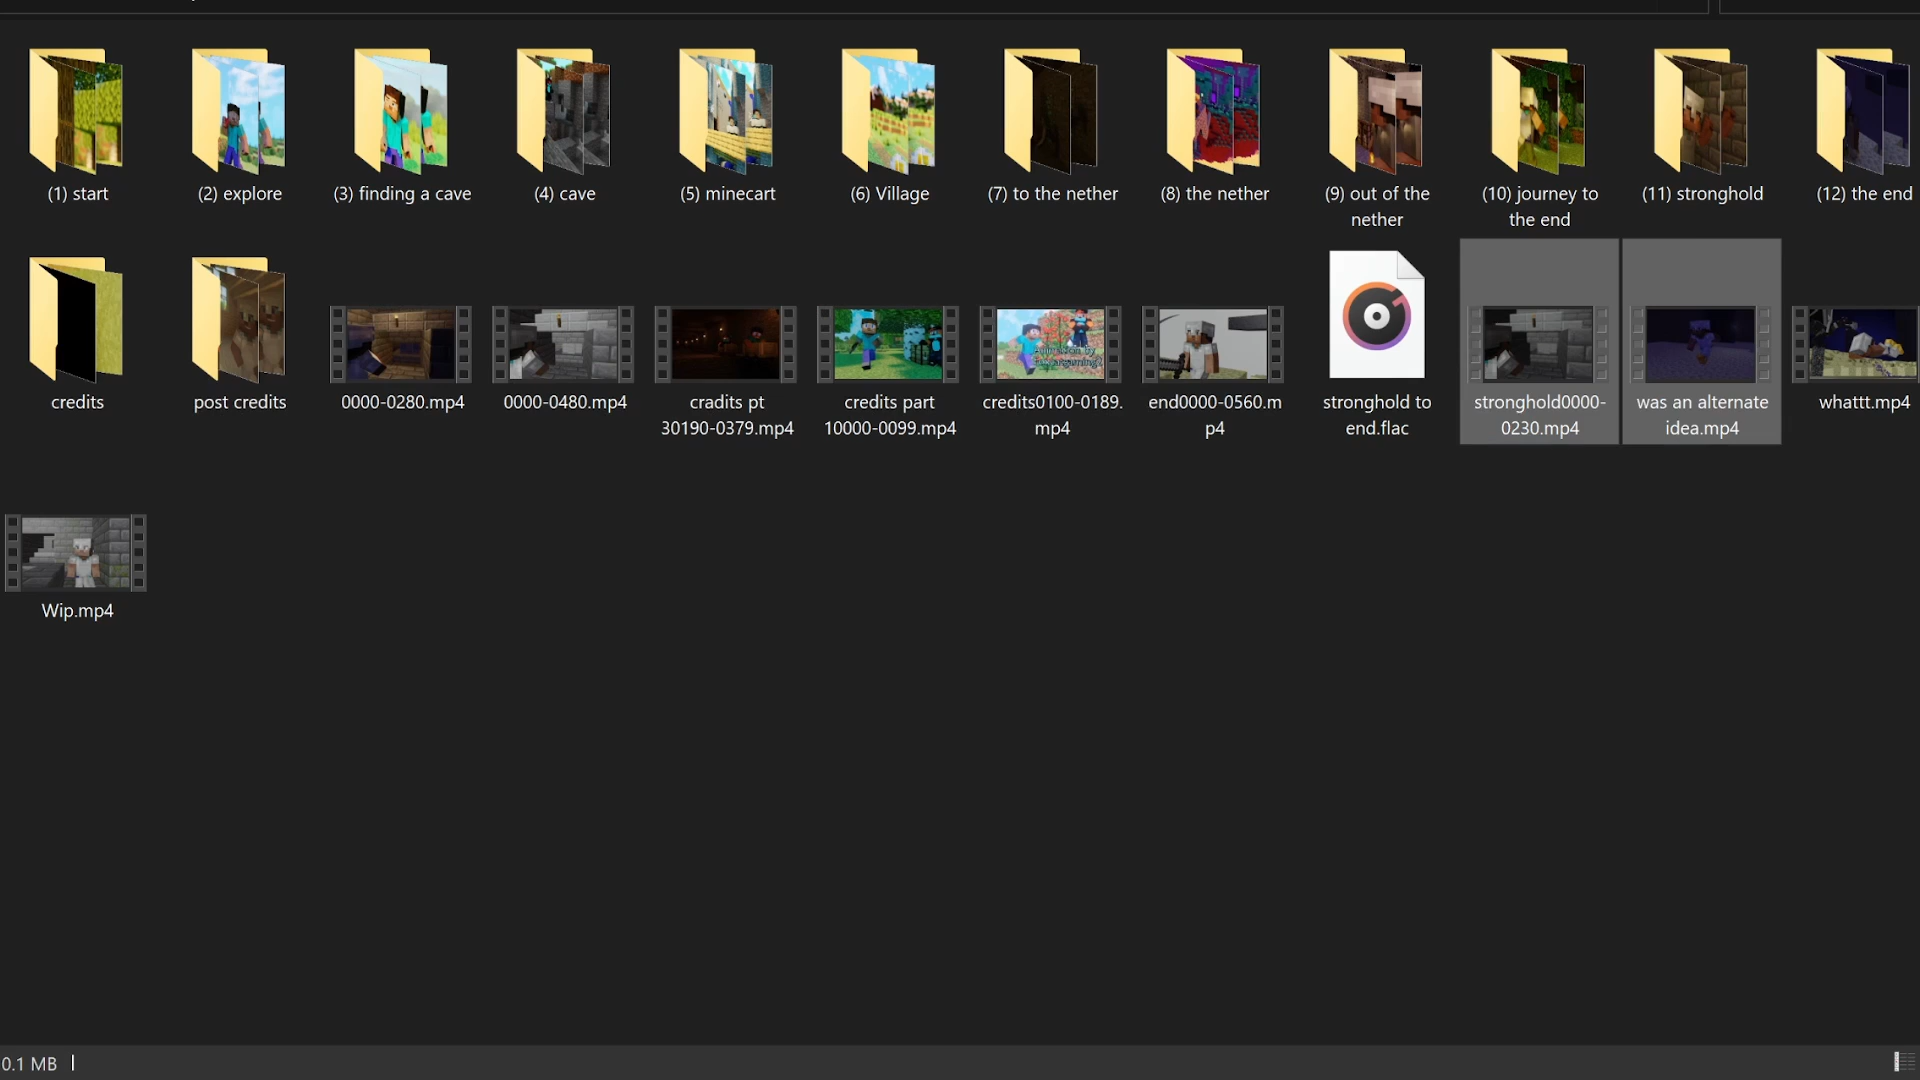 (1) start
(2) explore
(3) finding a cave
(4) cave
(5) minecart
(6) Village
(7) to the nether
(8) the nether
(9) out of the
nether
(10) journey to
the end
(11) stronghold
(12) the end
credits
post credits
0000-0280.mp4
0000-0480.mp4
cradits pt
30190-0379.mp4
credits part
10000-0099.mp4
credits0100-0189.
mp4
end0000-0560.m
p4
stronghold to
end.flac
stronghold0000-
0230.mp4
was an alternate
idea.mp4
whattt.mp4
Wip.mp4
0.1 MB